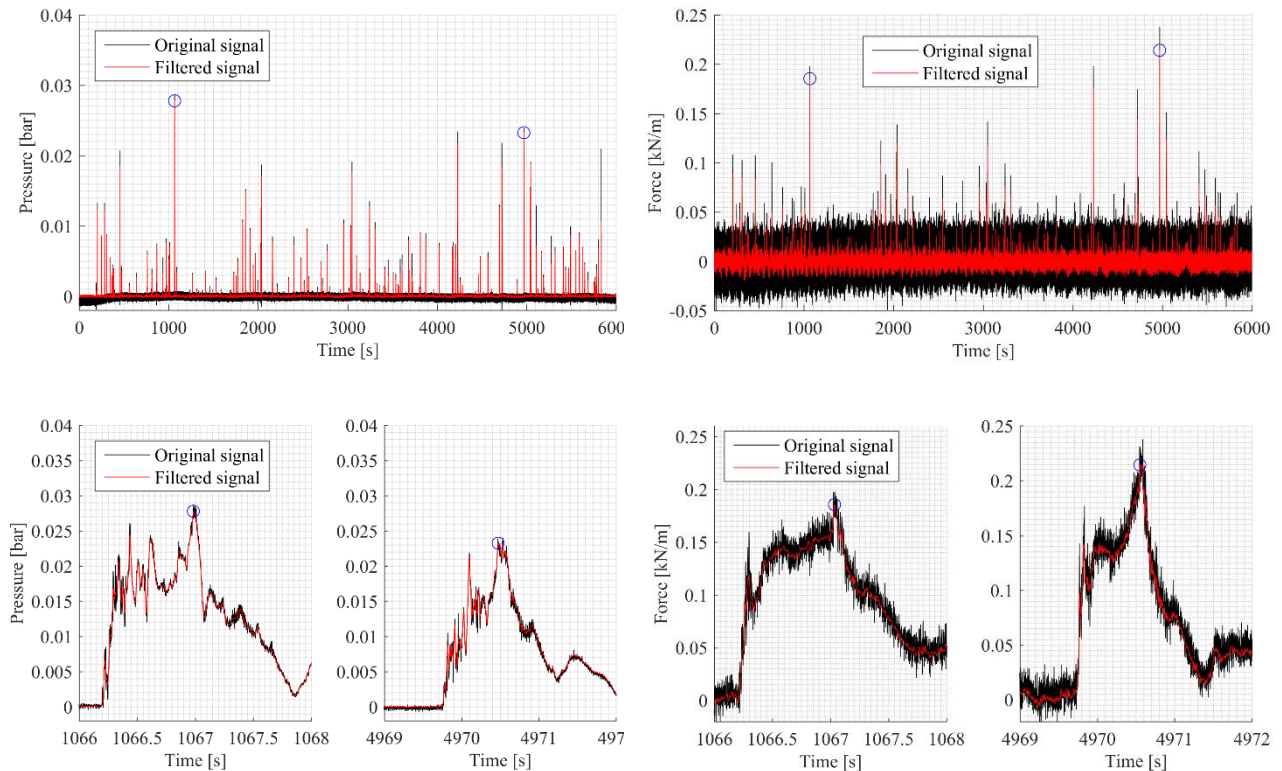 0.04
0.03
0.02
0.01
0
Pressure [bar]
Original signal
Filtered signal
0 1000 2000 3000 4000 5000 600
Time [s]
0.25
0.2
0.15
0.1
0.05
0
-0.05
Force [kN/m]
Original signal
Filtered signal
0 1000 2000 3000 4000 5000 6000
Time [s]
0.04
0.035
0.03
0.025
0.02
0.015
0.01
0.005
0
Pressure [bar]
Original signal
Filtered signal
1066 1066.5 1067 1067.5 1068
Time [s]
0.04
0.035
0.03
0.025
0.02
0.015
0.01
0.005
0
4969 4970 4971 497
Time [s]
0.25
0.2
0.15
0.1
0.05
0
Force [kN/m]
Original signal
Filtered signal
1066 1066.5 1067 1067.5 1068
Time [s]
0.25
0.2
0.15
0.1
0.05
0
4969 4970 4971 4972
Time [s]